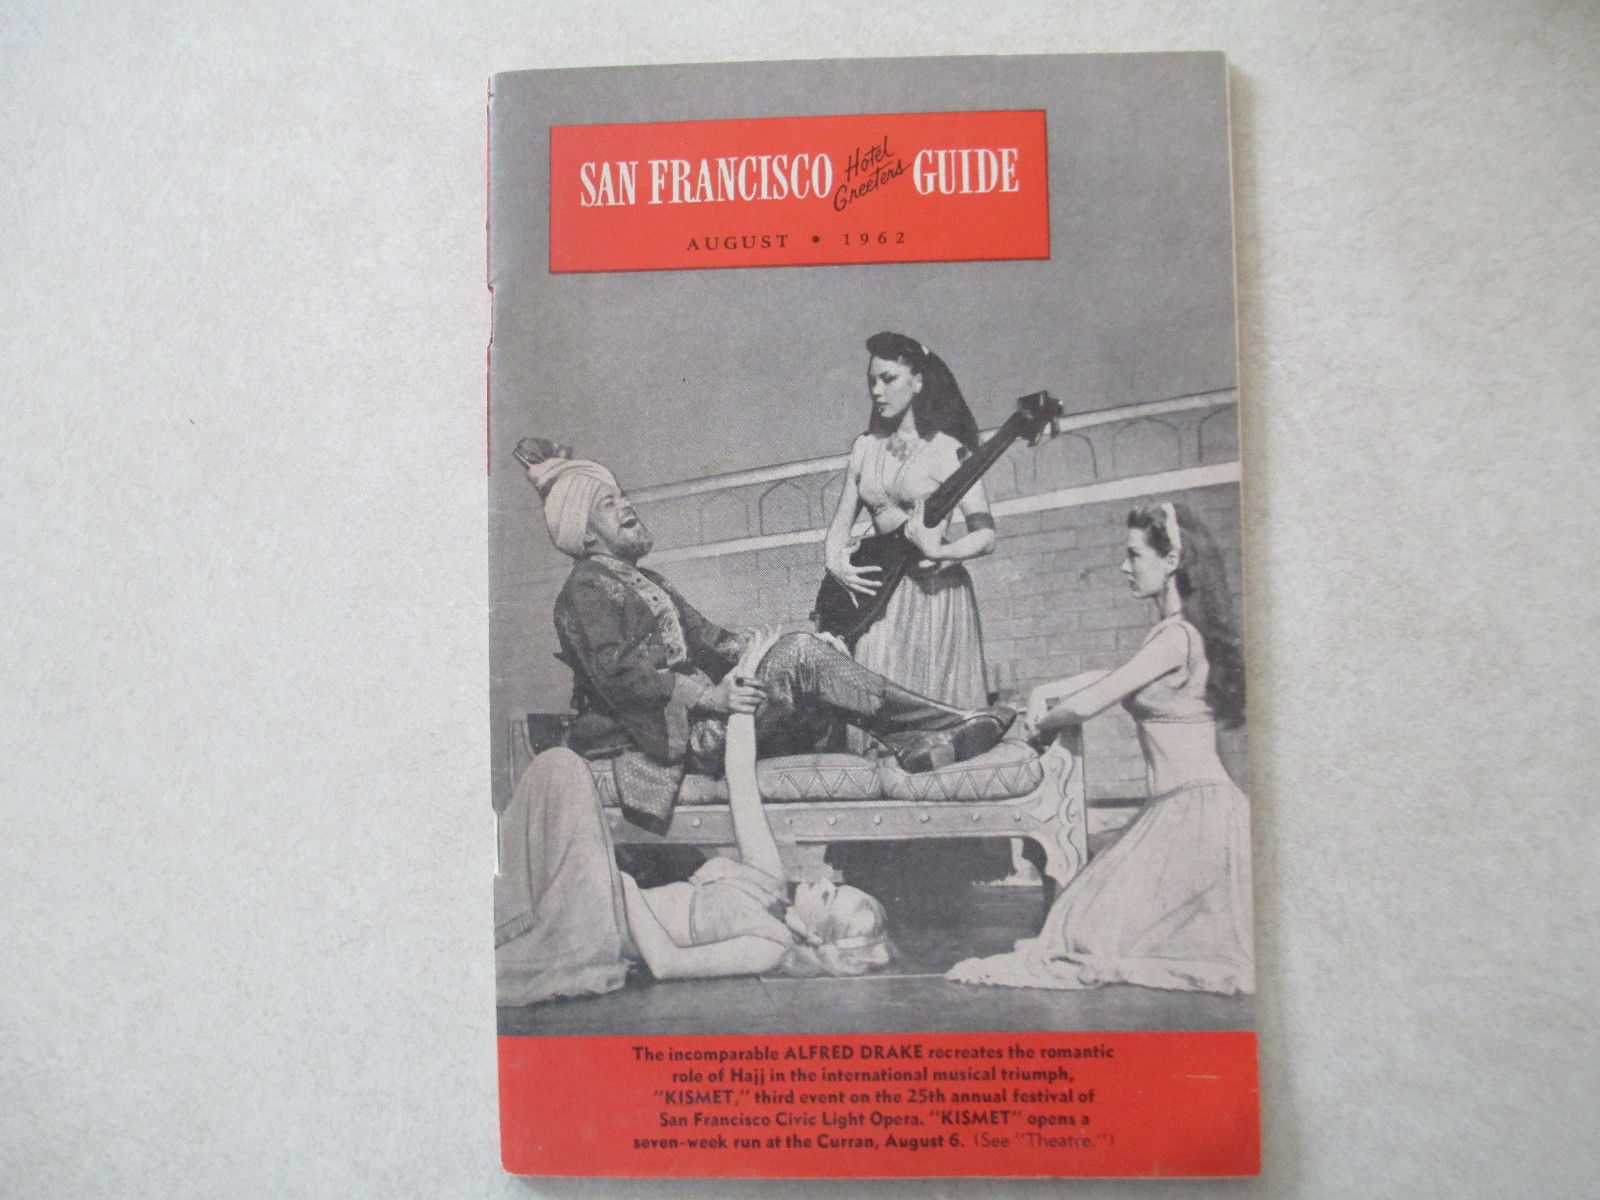 SAN FRANCISCO Hotel Greeters GUIDE
AUGUST • 1962
The incomparable ALFRED DRAKE recreates the romantic
role of Hajj in the international musical triumph,
"KISMET," third event on the 25th annual festival of
San Francisco Civic Light Opera. "KISMET" opens a
seven-week run at the Curran, August 6. (See "Theatre.")